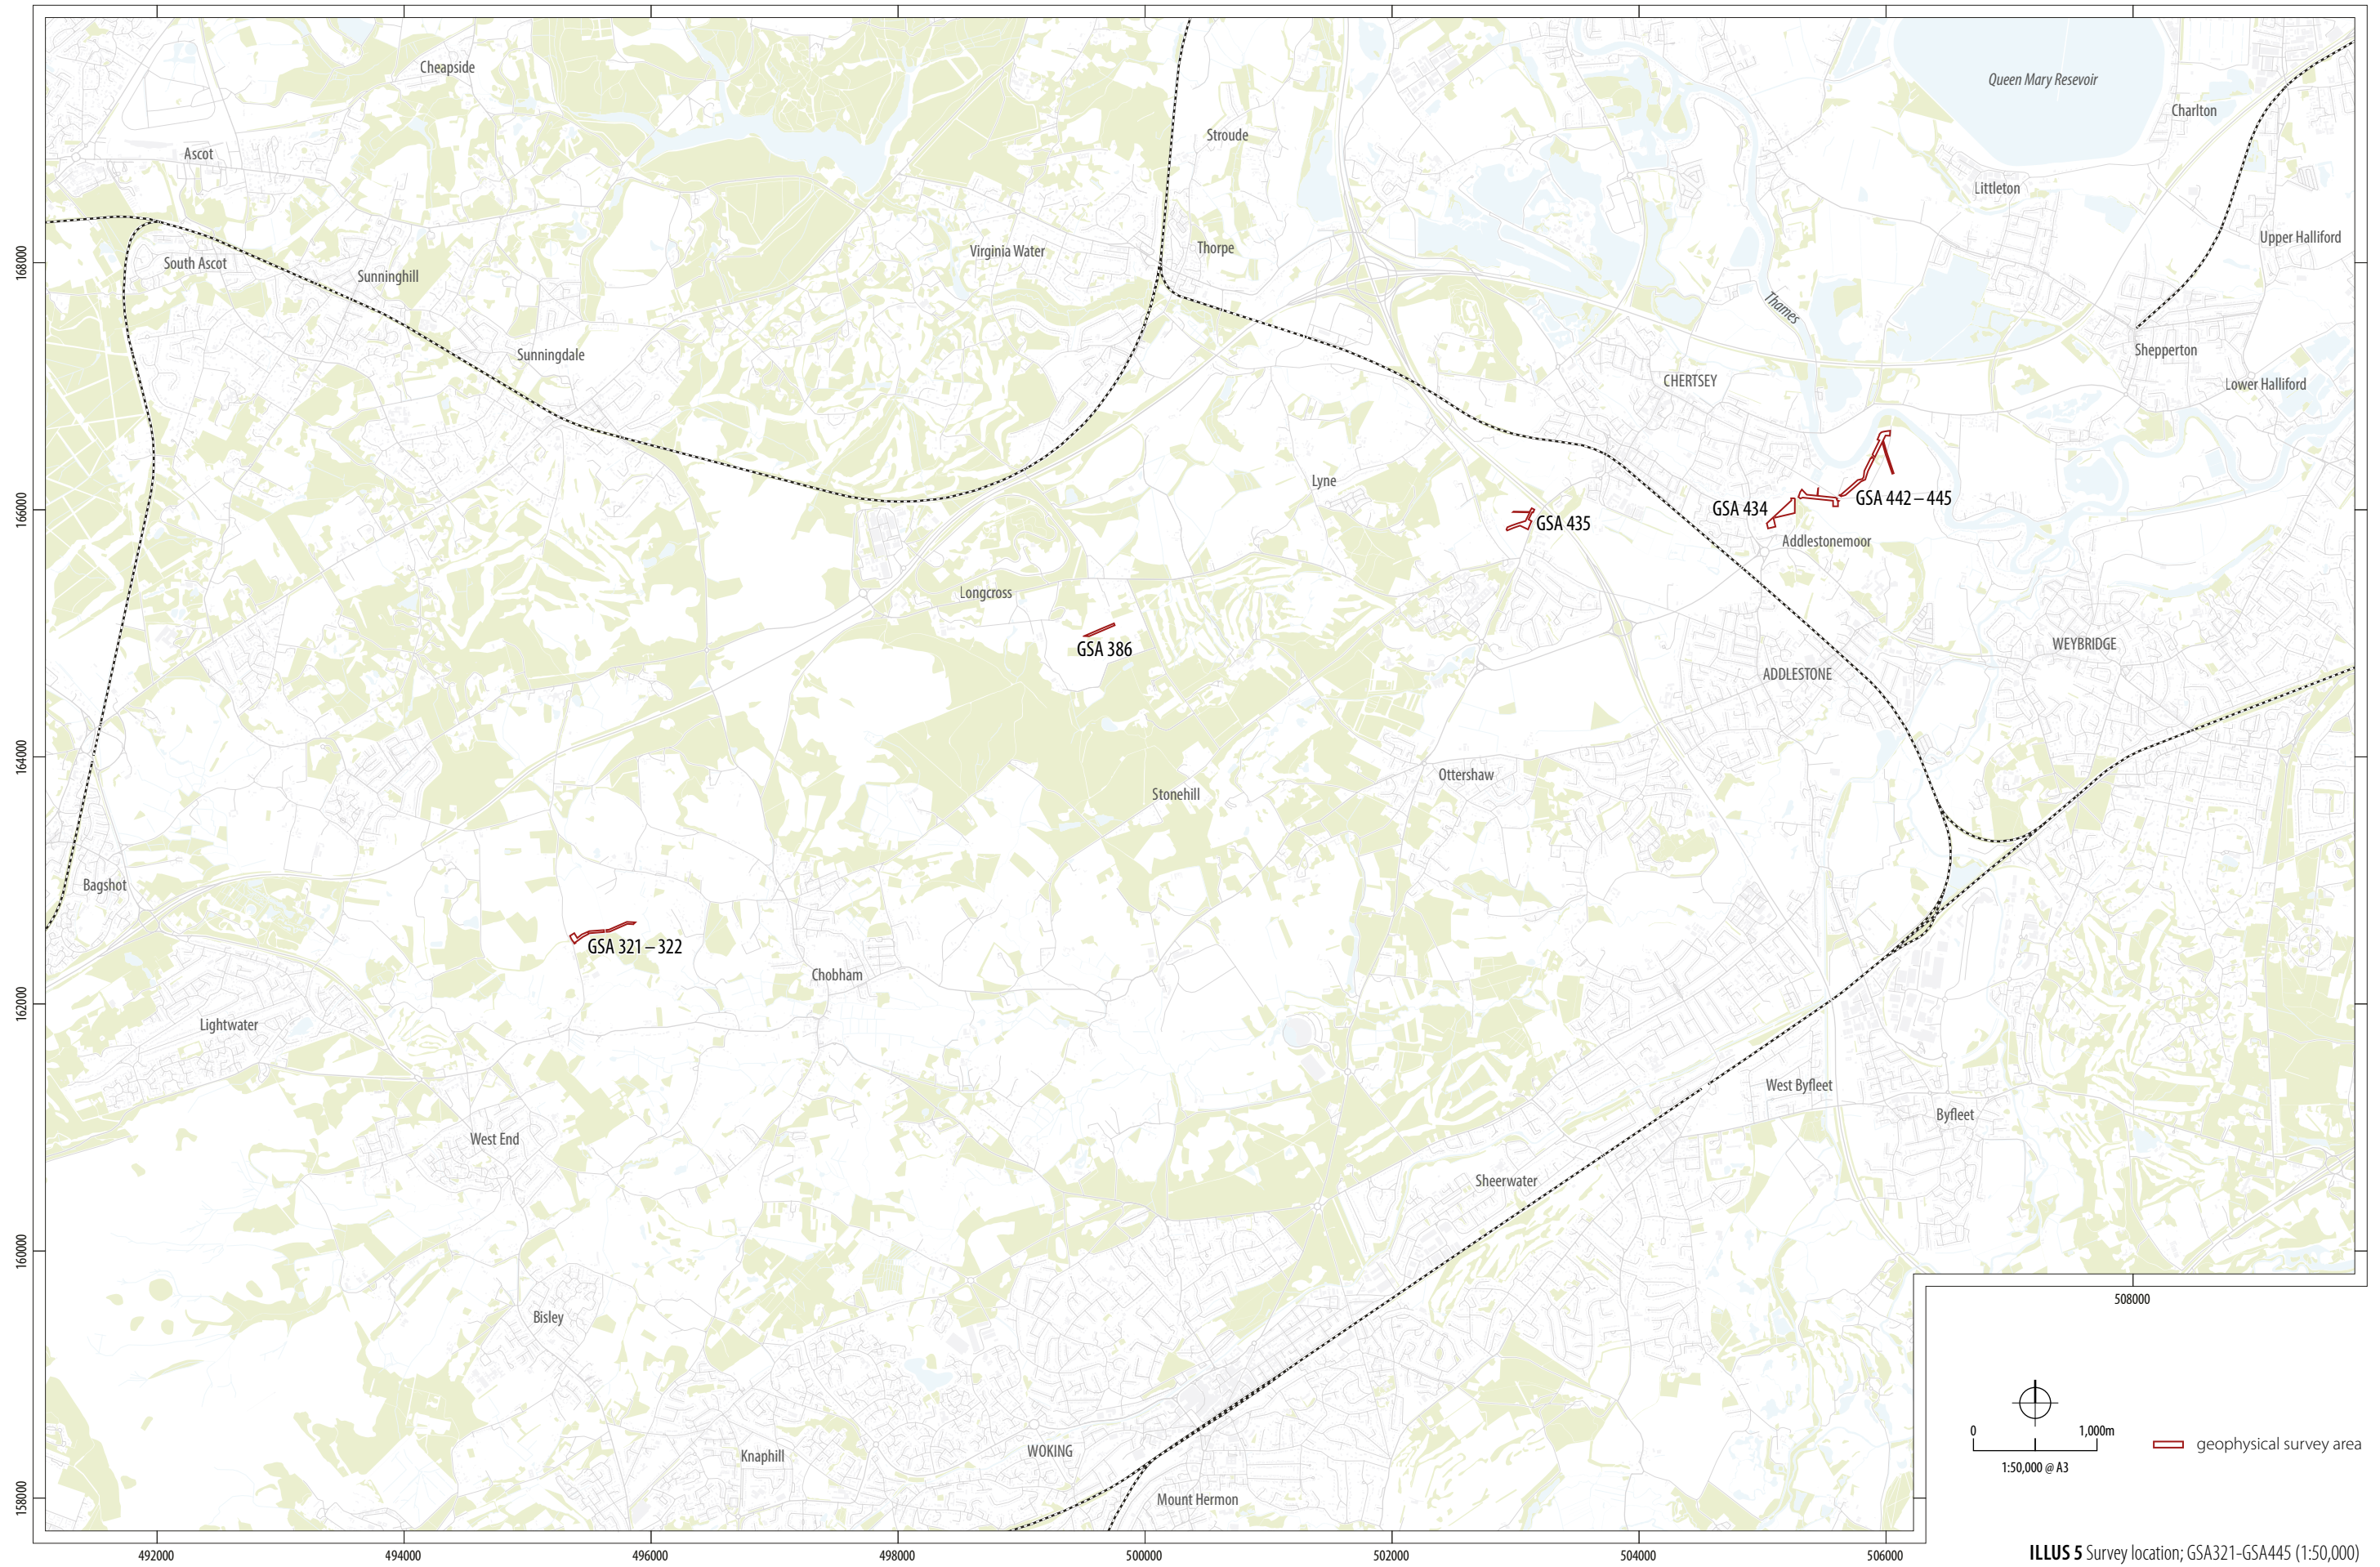 Cheapside
Queen Mary Resevoir
Charlton
Stroude
Ascot
Littleton
Upper Halliford
Thorpe
Virginia Water
South Ascot
Sunninghill
168000
Thames
Shepperton
Sunningdale
CHERTSEY
Lower Halliford
Lyne
GSA 442 – 445
GSA 434
166000
GSA 435
Addlestonemoor
Longcross
WEYBRIDGE
GSA 386
ADDLESTONE
164000
Ottershaw
Stonehill
Bagshot
GSA 321 – 322
Chobham
162000
Lightwater
West Byfleet
Byfleet
West End
Sheerwater
160000
508000
Bisley
0
1,000m
geophysical survey area
1:50,000 @ A3
WOKING
Knaphill
158000
Mount Hermon
492000
494000
496000
498000
500000
502000
504000
506000
ILLUS 5 Survey location; GSA321-GSA445 (1:50,000)